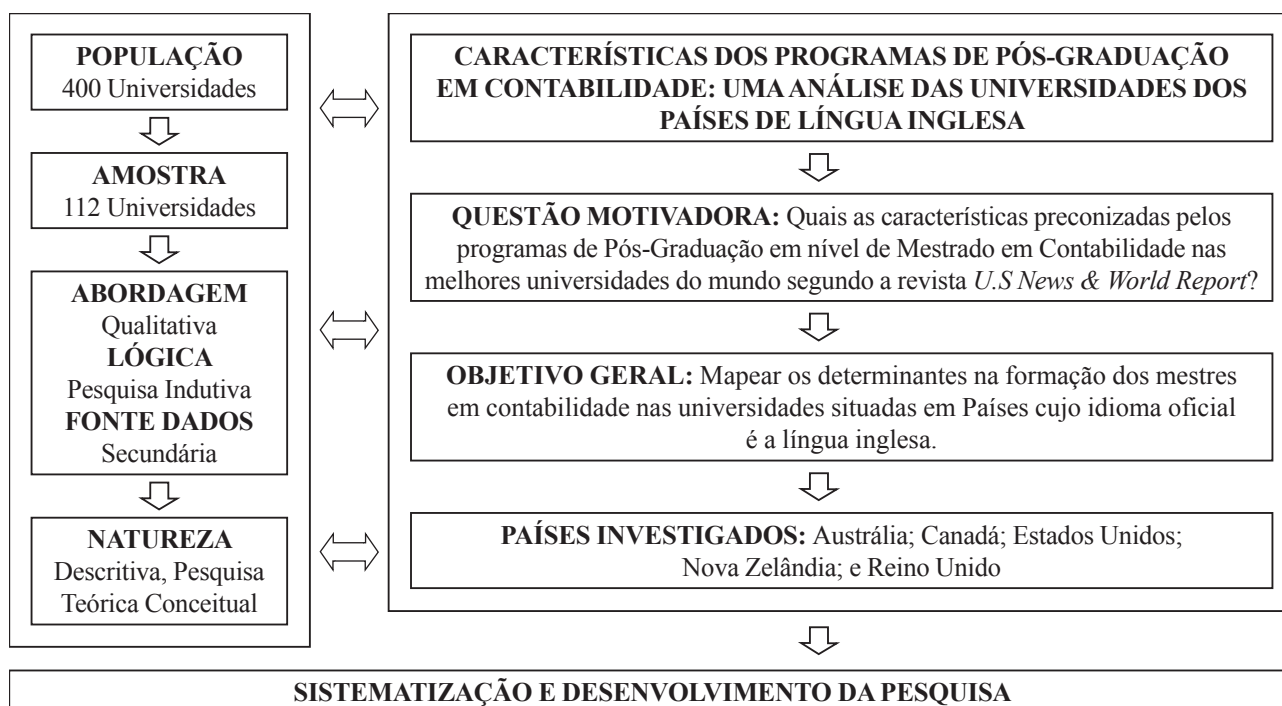 POPULAÇÃO
400 Universidades
AMOSTRA
112 Universidades
ABORDAGEM
Qualitativa
LÓGICA
Pesquisa Indutiva
FONTE DADOS
Secundária
NATUREZA
Descritiva, Pesquisa
Teórica Conceitual
CARACTERÍSTICAS DOS PROGRAMAS DE PÓS-GRADUAÇÃO
EM CONTABILIDADE: UMA ANÁLISE DAS UNIVERSIDADES DOS
PAÍSES DE LÍNGUA INGLESA
QUESTÃO MOTIVADORA: Quais as características preconizadas pelos
programas de Pós-Graduação em nível de Mestrado em Contabilidade nas
melhores universidades do mundo segundo a revista U.S News & World Report?
OBJETIVO GERAL: Mapear os determinantes na formação dos mestres
em contabilidade nas universidades situadas em Países cujo idioma oficial
é a língua inglesa.
PAÍSES INVESTIGADOS: Austrália; Canadá; Estados Unidos;
Nova Zelândia; e Reino Unido
SISTEMATIZAÇÃO E DESENVOLVIMENTO DA PESQUISA